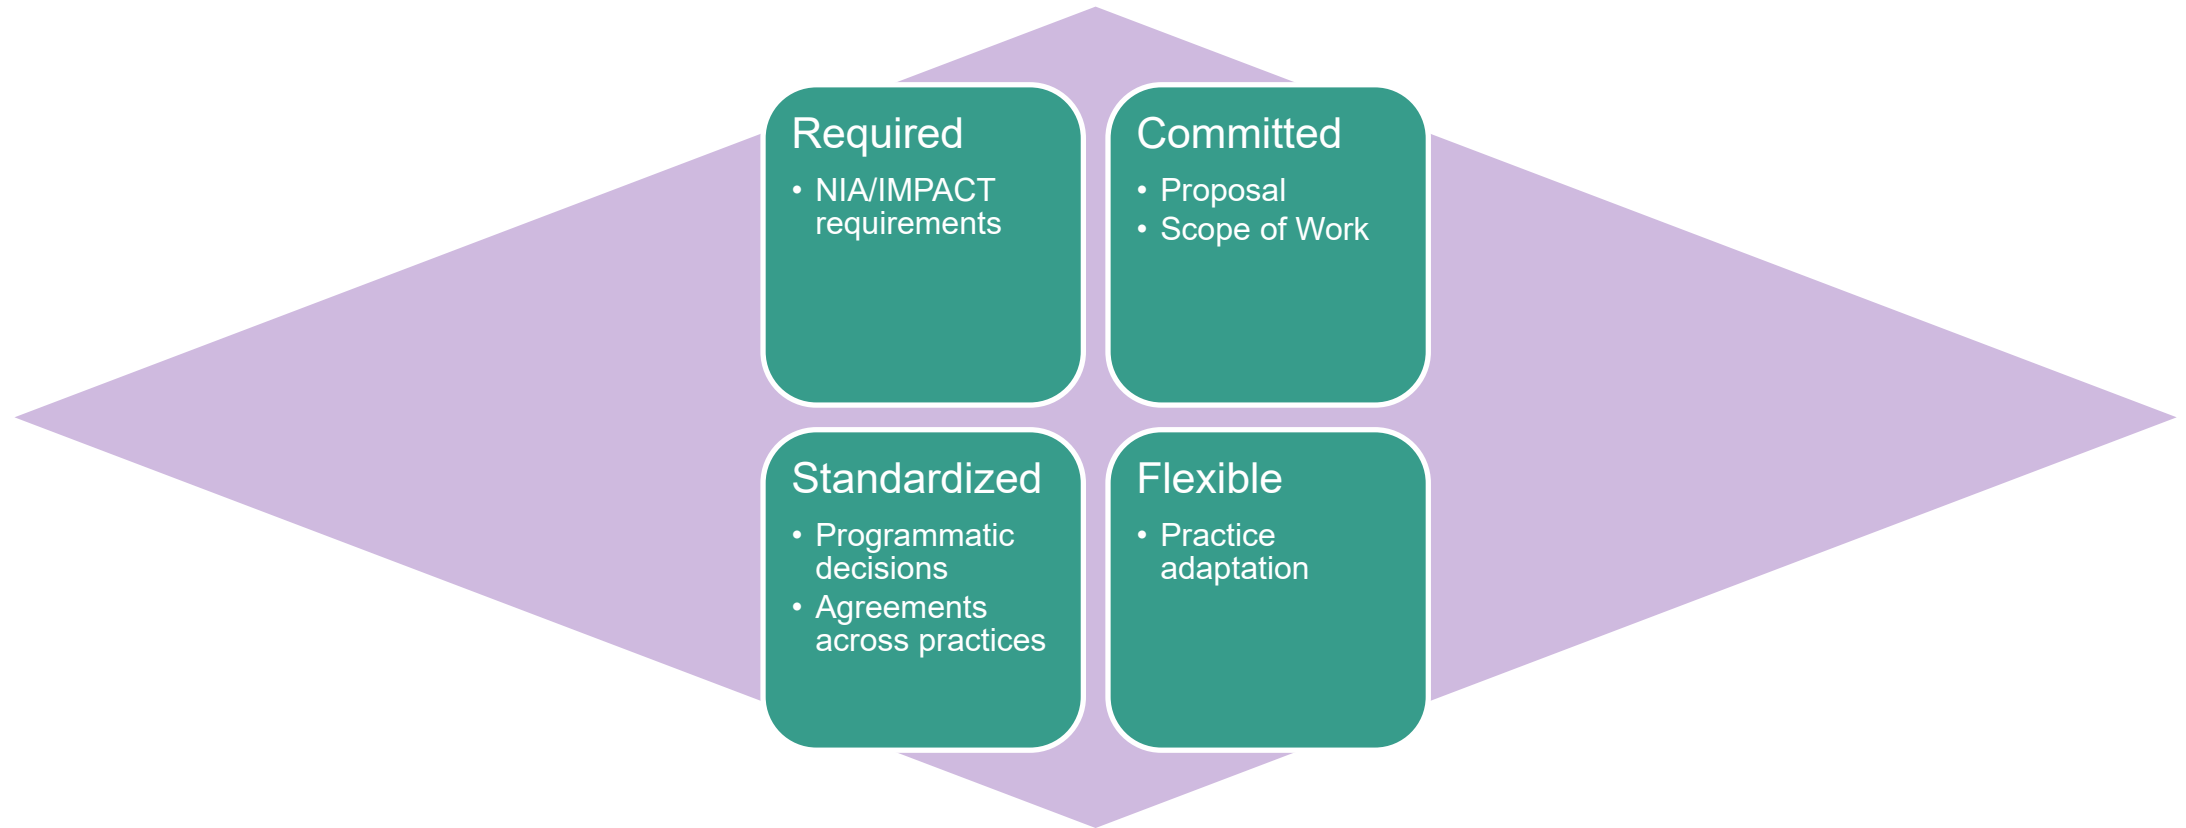 Required
• NIA/IMPACT
requirements
Committed
• Proposal
• Scope of Work
Standardized
• Programmatic
decisions
• Agreements
across practices
Flexible
• Practice
adaptation